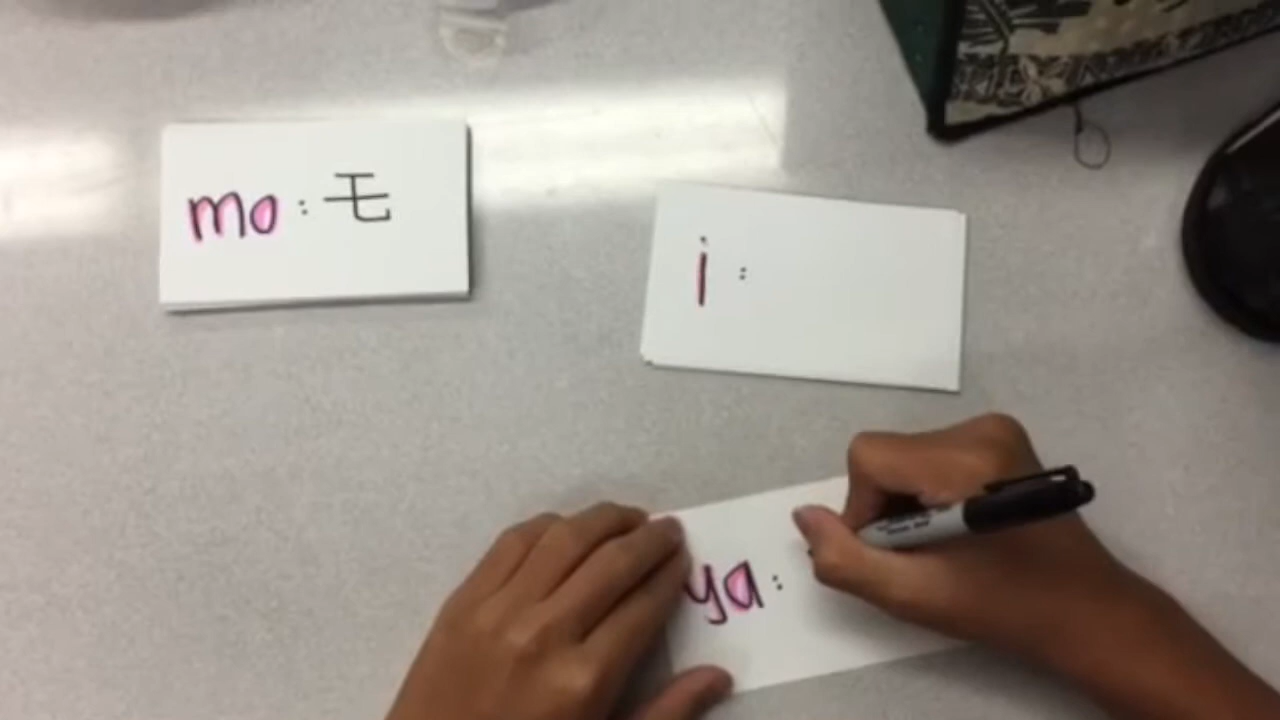 mo : モ
i :
ya :